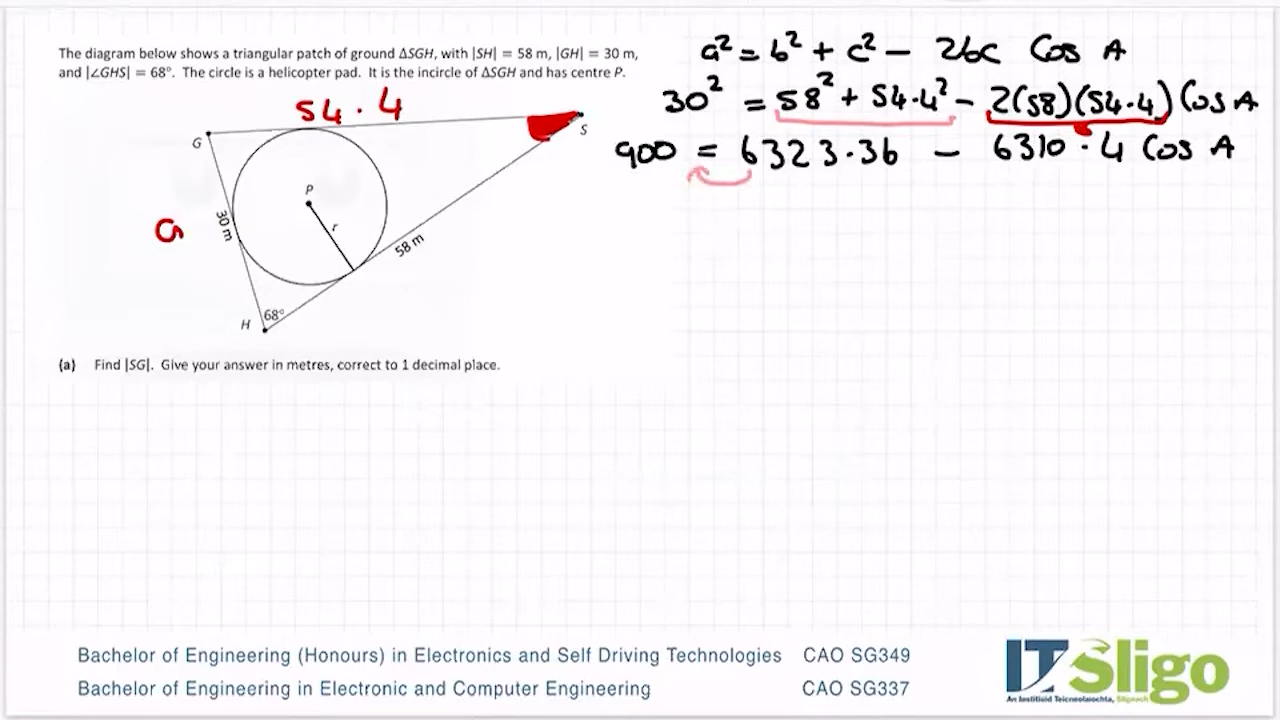 The diagram below shows a triangular patch of ground ΔSGH, with |SH| = 58 m, |GH| = 30 m,
and |∠GHS| = 68°. The circle is a helicopter pad. It is the incircle of ΔSGH and has centre P.
a² = b² + c² - 2bc Cos A
30² = 58² + 54.4² - 2(58)(54.4) Cos A
900 = 6323.36 - 6310.4 Cos A
54.4
G
S
P
r
a
30 m
58 m
H
68°
(a) Find |SG|. Give your answer in metres, correct to 1 decimal place.
Bachelor of Engineering (Honours) in Electronics and Self Driving Technologies CAO SG349
Bachelor of Engineering in Electronic and Computer Engineering CAO SG337
IT Sligo
An Institiúid Teicneolaíochta, Sligeach